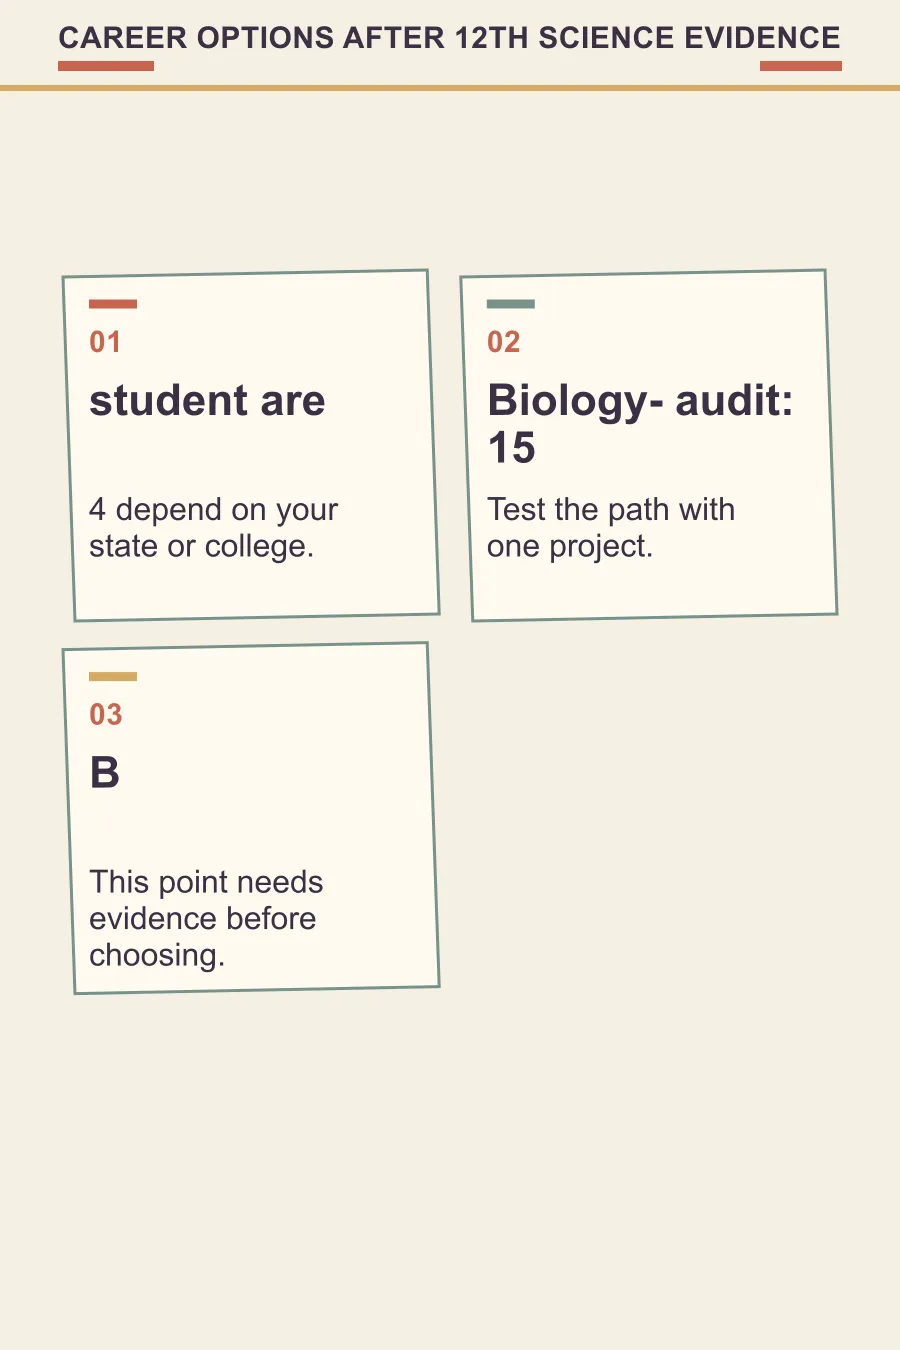 CAREER OPTIONS AFTER 12TH SCIENCE EVIDENCE
01
student are
4 depend on your
state or college.
02
Biology- audit:
15
Test the path with
one project.
03
B
This point needs
evidence before
choosing.